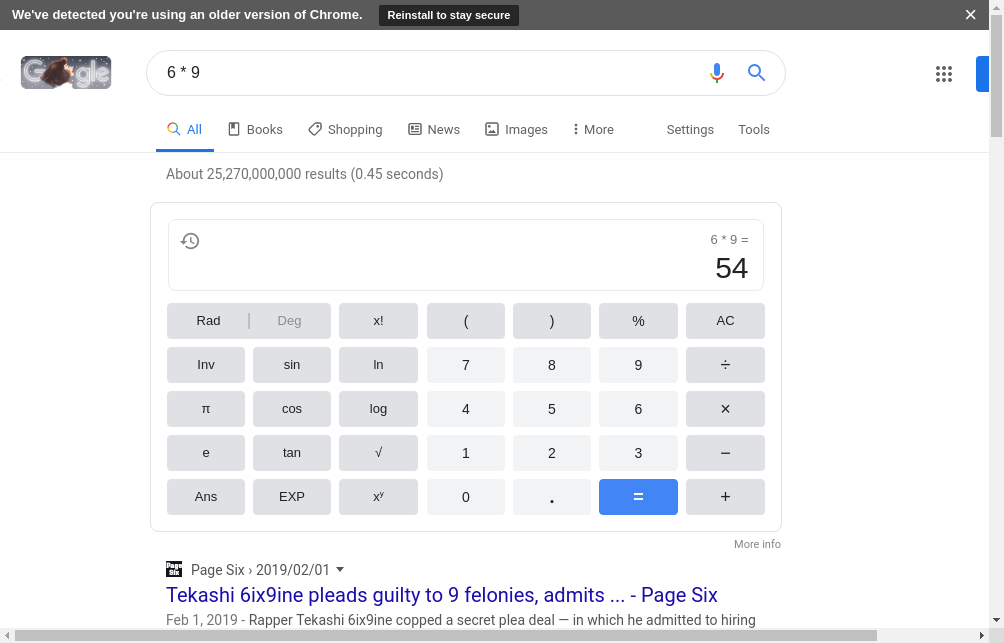 We've detected you're using an older version of Chrome. Reinstall to stay secure
Google
6 * 9
All Books Shopping News Images More Settings Tools
About 25,270,000,000 results (0.45 seconds)
6 * 9 =
54
Rad Deg x! ( ) % AC
Inv sin ln 7 8 9 ÷
π cos log 4 5 6 ×
e tan √ 1 2 3 −
Ans EXP xʸ 0 . = +
More info
Page Six
Page Six › 2019/02/01
Tekashi 6ix9ine pleads guilty to 9 felonies, admits ... - Page Six
Feb 1, 2019 - Rapper Tekashi 6ix9ine copped a secret plea deal — in which he admitted to hiring